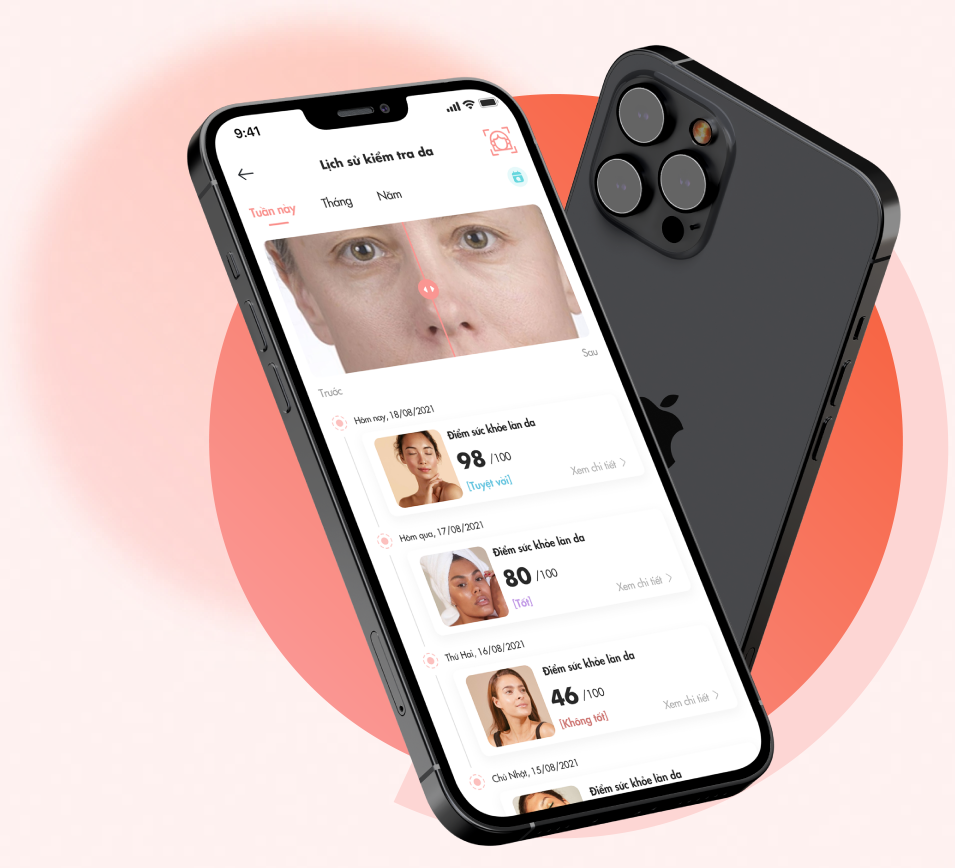 9:41
Lịch sử kiểm tra da
Tuần này
Tháng
Năm
Trước
Sau
Hôm nay, 18/08/2021
Điểm sức khỏe làn da
98 /100
[Tuyệt vời]
Xem chi tiết
Hôm qua, 17/08/2021
Điểm sức khỏe làn da
80 /100
[Tốt]
Xem chi tiết
Thứ Hai, 16/08/2021
Điểm sức khỏe làn da
46 /100
[Không tốt]
Xem chi tiết
Chủ Nhật, 15/08/2021
Điểm sức khỏe làn da